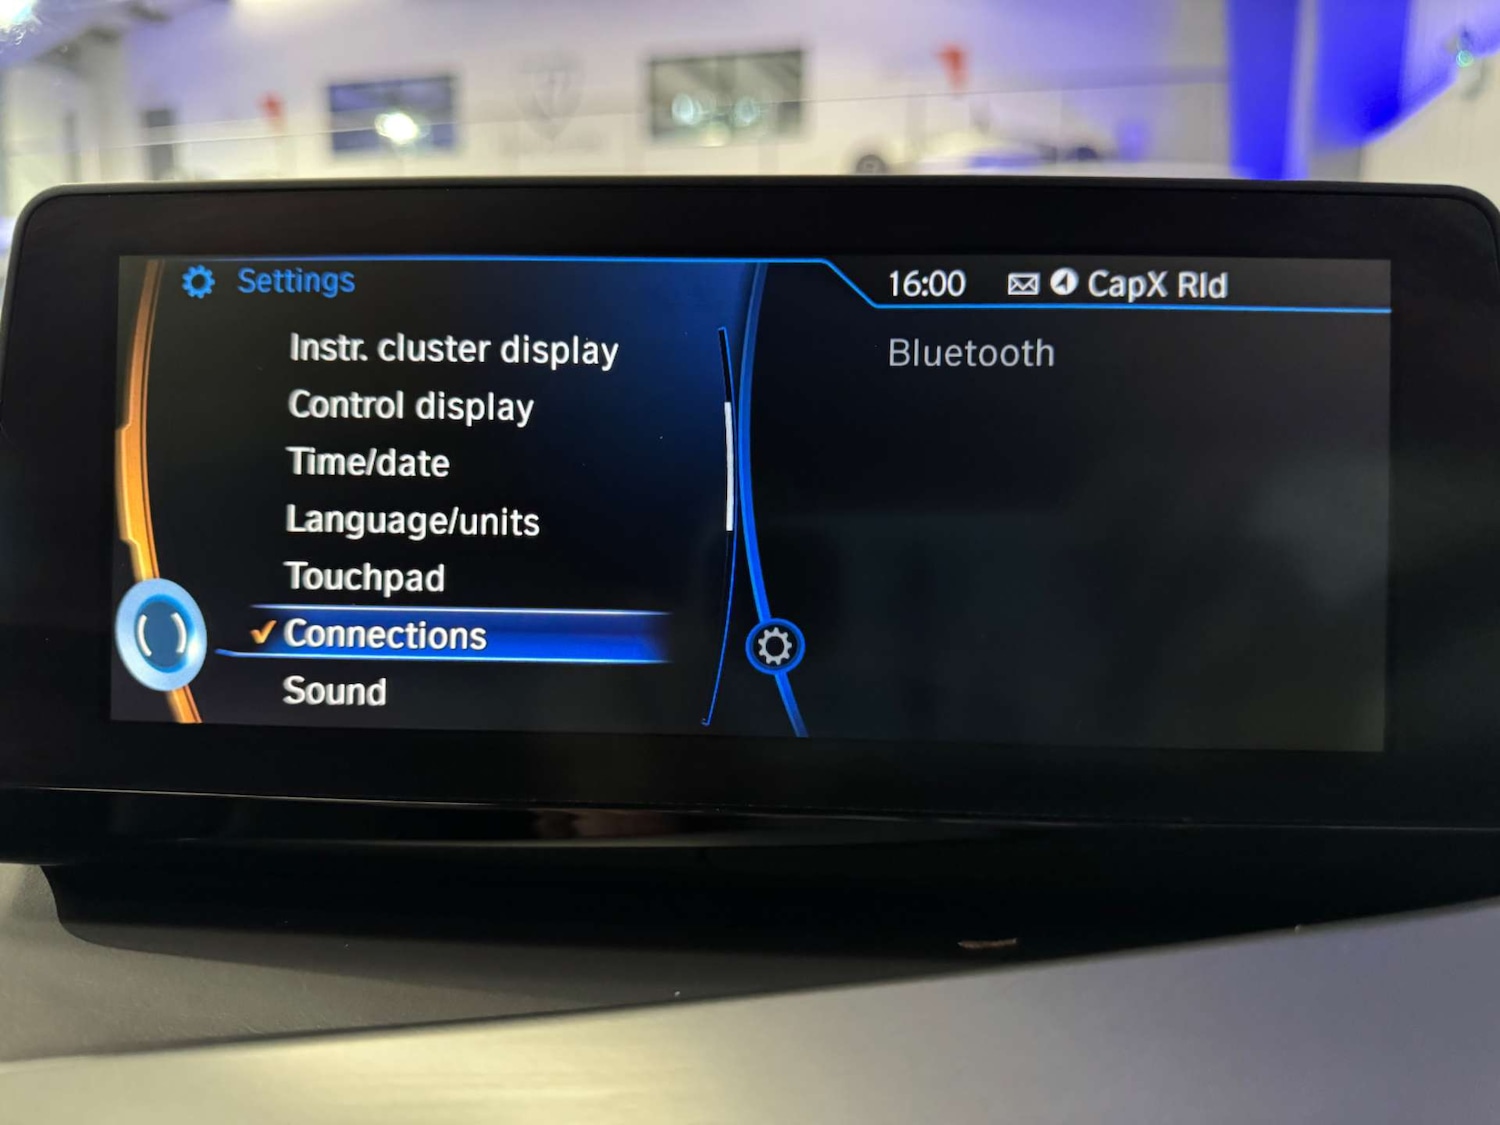 Settings
16:00 CapX Rld
Instr. cluster display
Control display
Time/date
Language/units
Touchpad
Connections
Sound
Bluetooth